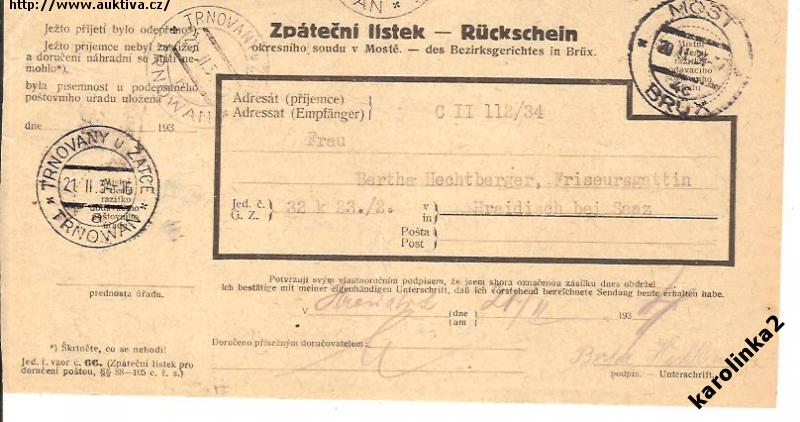 http://www.auktiva.cz/
Ježto přijetí bylo odepřeno*),
Ježto příjemce nebyl zastižen
a doručení náhradní se státi ne-
mohlo*),
byla písemnost u podepsaného
poštovního úřadu uložena
dne 193
TRNOVANY U ŽATCE
TRNOWAN
Zpáteční lístek — Rückschein
okresního soudu v Mostě. — des Bezirksgerichtes in Brüx.
MOST
BRÜX
Adresát (příjemce)
Adressat (Empfänger)
C II 112/34
Frau
Bertha Hechtberger, Friseursgattin
Jed. č.
G. Z.
32 k 23./2.
v
in
bei Saaz
Pošta
Post
TRNOVANY U ŽATCE
21. II. 34.-16
TRNOWAN
přednosta úřadu.
Potvrzuji svým vlastnoručním podpisem, že jsem shora označenou zásilku dnes obdržel
Ich bestätige mit meiner eigenhändigen Unterschrift, daß ich vorstehend bezeichnete Sendung heute erhalten habe.
v
dne
am
21/II
193
Doručeno přísežným doručovatelem:
podpis. - Unterschrift.
*) Škrtněte, co se nehodí!
Jed. ř. vzor č. 66. (Zpáteční lístek pro
doručení poštou, §§ 88—105 c. ř. s.)
karolinka2